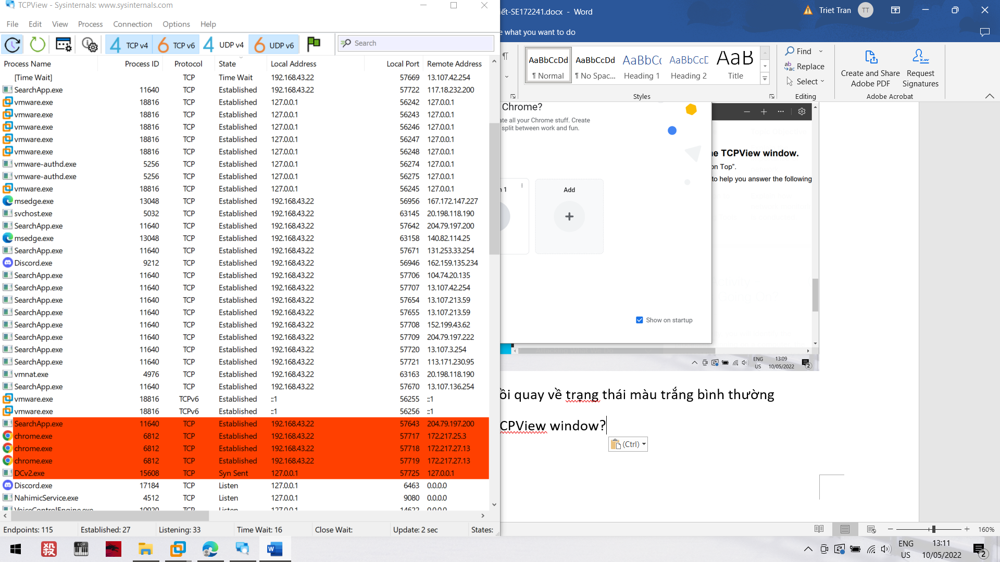 TCPView - Sysinternals: www.sysinternals.com
File Edit View Process Connection Options Help
4 TCP v4 6 TCP v6 4 UDP v4 6 UDP v6 Search
Process Name Process ID Protocol State Local Address Local Port Remote Address
[Time Wait] TCP Time Wait 192.168.43.22 57669 13.107.42.254
SearchApp.exe 11640 TCP Established 192.168.43.22 57722 117.18.232.200
vmware.exe 18816 TCP Established 127.0.0.1 56242 127.0.0.1
vmware.exe 18816 TCP Established 127.0.0.1 56243 127.0.0.1
vmware.exe 18816 TCP Established 127.0.0.1 56246 127.0.0.1
vmware.exe 18816 TCP Established 127.0.0.1 56247 127.0.0.1
vmware.exe 18816 TCP Established 127.0.0.1 56248 127.0.0.1
vmware-authd.exe 5256 TCP Established 127.0.0.1 56274 127.0.0.1
vmware-authd.exe 5256 TCP Established 127.0.0.1 56275 127.0.0.1
vmware.exe 18816 TCP Established 127.0.0.1 56245 127.0.0.1
msedge.exe 13048 TCP Established 192.168.43.22 56956 167.172.147.227
svchost.exe 5032 TCP Established 192.168.43.22 63145 20.198.118.190
SearchApp.exe 11640 TCP Established 192.168.43.22 57642 204.79.197.200
msedge.exe 13048 TCP Established 192.168.43.22 63158 140.82.114.25
SearchApp.exe 11640 TCP Established 192.168.43.22 57671 131.253.33.254
Discord.exe 9212 TCP Established 192.168.43.22 56946 162.159.135.234
SearchApp.exe 11640 TCP Established 192.168.43.22 57706 104.74.20.135
SearchApp.exe 11640 TCP Established 192.168.43.22 57707 13.107.42.254
SearchApp.exe 11640 TCP Established 192.168.43.22 57654 13.107.213.59
SearchApp.exe 11640 TCP Established 192.168.43.22 57655 13.107.213.59
SearchApp.exe 11640 TCP Established 192.168.43.22 57708 152.199.43.62
SearchApp.exe 11640 TCP Established 192.168.43.22 57709 204.79.197.222
SearchApp.exe 11640 TCP Established 192.168.43.22 57720 13.107.3.254
SearchApp.exe 11640 TCP Established 192.168.43.22 57721 113.171.230.95
vmnat.exe 4976 TCP Established 192.168.43.22 63163 20.198.118.190
SearchApp.exe 11640 TCP Established 192.168.43.22 57670 13.107.136.254
vmware.exe 18816 TCPv6 Established ::1 56255 ::1
vmware.exe 18816 TCPv6 Established ::1 56256 ::1
SearchApp.exe 11640 TCP Established 192.168.43.22 57643 204.79.197.200
chrome.exe 6812 TCP Established 192.168.43.22 57717 172.217.25.3
chrome.exe 6812 TCP Established 192.168.43.22 57718 172.217.27.13
chrome.exe 6812 TCP Established 192.168.43.22 57719 172.217.27.13
DCv2.exe 15608 TCP Syn Sent 127.0.0.1 57725 127.0.0.1
Discord.exe 17184 TCP Listen 127.0.0.1 6463 0.0.0.0
NahimicService.exe 4512 TCP Listen 127.0.0.1 9080 0.0.0.0
VoiceControlEngine.exe 10920 TCP Listen 127.0.0.1 14622 0.0.0.0
Endpoints: 115 Established: 27 Listening: 33 Time Wait: 16 Close Wait: Update: 2 sec States:
iết-SE172241.docx - Word Triet Tran TT
e what you want to do
AaBbCcDd AaBbCcDd AaBbCc AaBbCcD AaB
¶ Normal ¶ No Spac... Heading 1 Heading 2 Title
Styles
Find
Replace
Select
Editing
Create and Share Adobe PDF
Request Signatures
Adobe Acrobat
Chrome?
ate all your Chrome stuff. Create
split between work and fun.
n 1
Add
Show on startup
e TCPView window.
on Top".
to help you answer the following
ENG US 13:09 10/05/2022 2
ồi quay về trạng thái màu trắng bình thường
CPView window?
(Ctrl)
160%
殺 EOP W
ENG US 13:11 10/05/2022 2